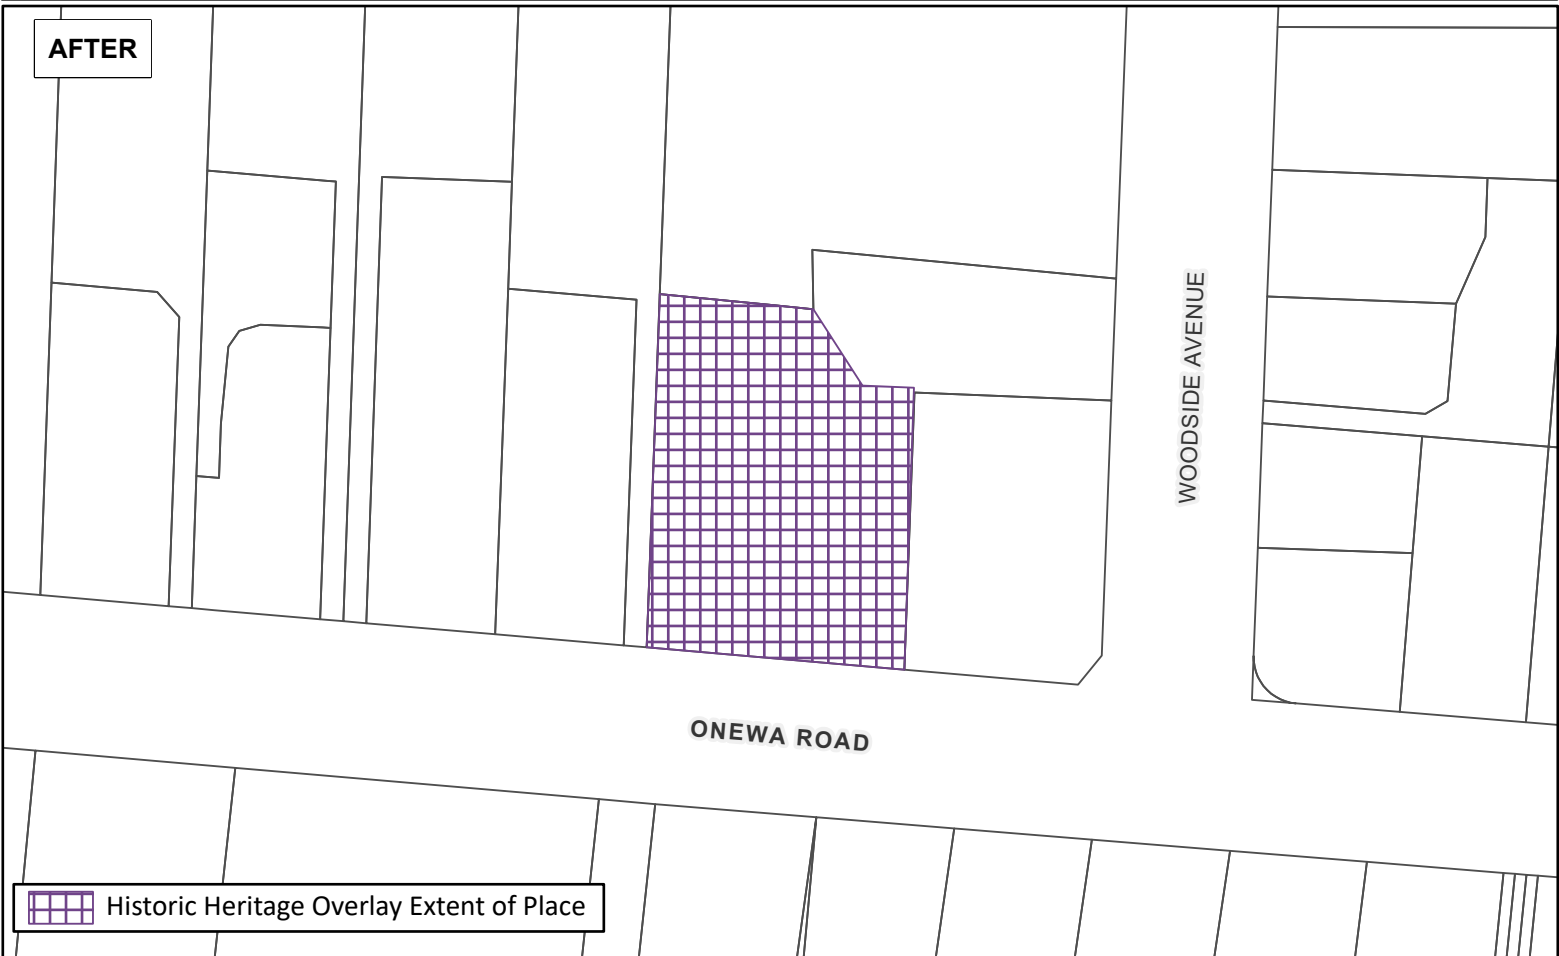 AFTER
WOODSIDE AVENUE
ONEWA ROAD
Historic Heritage Overlay Extent of Place